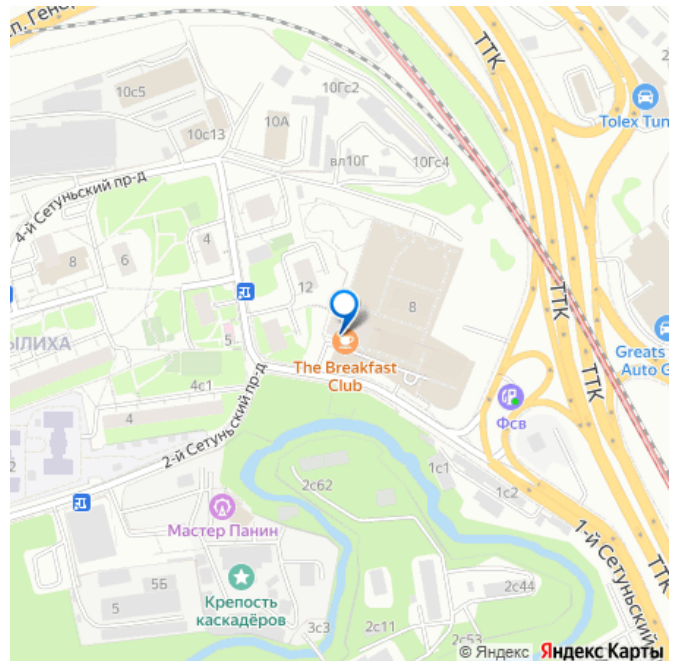 ул. Гене
ТТК
2
10с5
10Гс2
Tolex Tun
10с13
10А
вл10Г
10Гс4
4-й Сетуньский пр-д
4
8
6
12
8
ТТК
ЫЛИХА
5
The Breakfast
Club
Greats
Auto G
4с1
ТТК
Фсв
4
2-й Сетуньский пр-д
2
1с1
2с62
1с2
Мастер Панин
1-й Сетуньский
ТТК
5Б
5
Крепость
каскадёров
2с44
3с3
2с11
2с53
© Яндекс Яндекс Карты